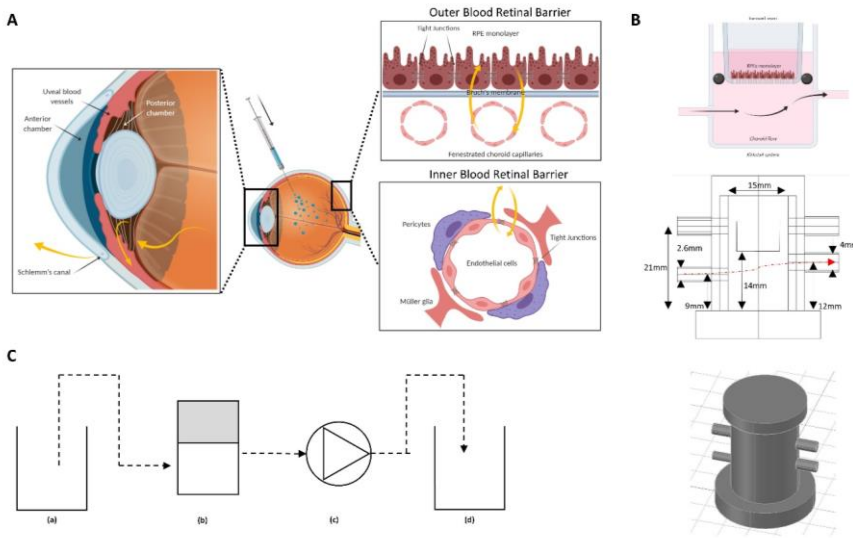 A
Uveal blood
vessels
Anterior
chamber
Posterior
chamber
Schlemm's canal
Outer Blood Retinal Barrier
Tight Junctions
RPE monolayer
Bruch's membrane
Fenestrated choroid capillaries
Inner Blood Retinal Barrier
Pericytes
Endothelial cells
Tight Junctions
Müller glia
B
RPE monolayer
Choroid flow
15mm
2.6mm
4mm
21mm
14mm
9mm
12mm
C
(a)
(b)
(c)
(d)